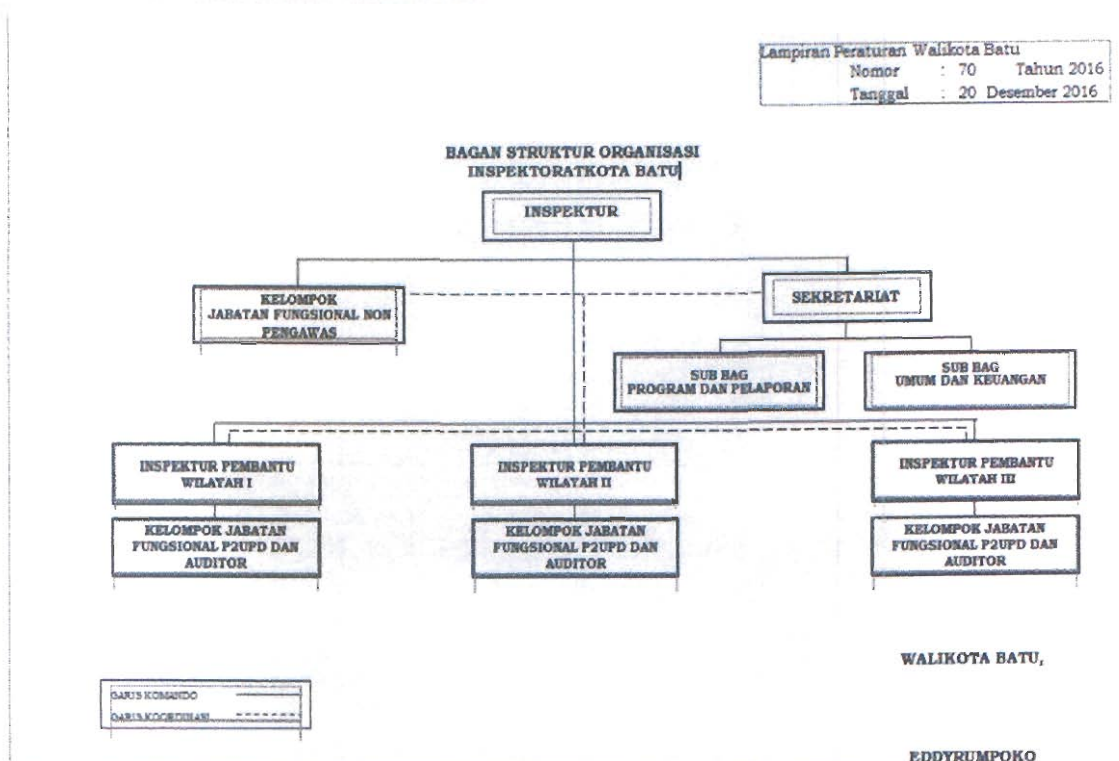 Lampiran Peraturan Walikota Batu
Nomor : 70 Tahun 2016
Tanggal : 20 Desember 2016
BAGAN STRUKTUR ORGANISASI
INSPEKTORATKOTA BATU
INSPEKTUR
KELOMPOK
JABATAN FUNGSIONAL NON
PENGAWAS
SEKRETARIAT
SUB BAG
PROGRAM DAN PELAPORAN
SUB BAG
UMUM DAN KEUANGAN
INSPEKTUR PEMBANTU
WILAYAH I
INSPEKTUR PEMBANTU
WILAYAH II
INSPEKTUR PEMBANTU
WILAYAH III
KELOMPOK JABATAN
FUNGSIONAL P2UPD DAN
AUDITOR
KELOMPOK JABATAN
FUNGSIONAL P2UPD DAN
AUDITOR
KELOMPOK JABATAN
FUNGSIONAL P2UPD DAN
AUDITOR
WALIKOTA BATU,
GARIS KOMANDO
GARIS KOORDINASI
EDDYRUMPOKO